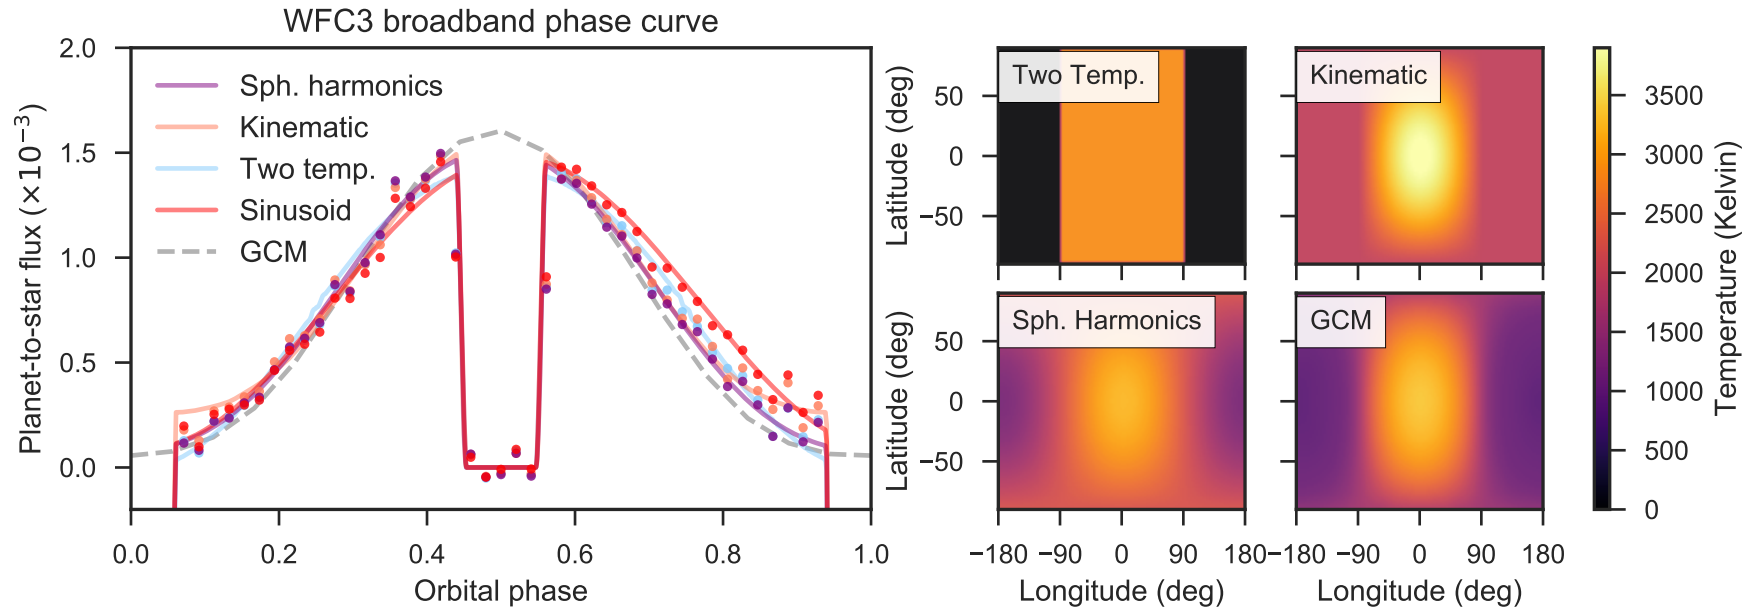 WFC3 broadband phase curve
Planet-to-star flux (×10⁻³)
2.0
1.5
1.0
0.5
0.0
Sph. harmonics
Kinematic
Two temp.
Sinusoid
GCM
0.0 0.2 0.4 0.6 0.8 1.0
Orbital phase
Latitude (deg)
50
0
−50
Two Temp.
Kinematic
Latitude (deg)
50
0
−50
Sph. Harmonics
GCM
−180 −90 0 90 180
Longitude (deg)
−180 −90 0 90 180
Longitude (deg)
3500
3000
2500
2000
1500
1000
500
0
Temperature (Kelvin)